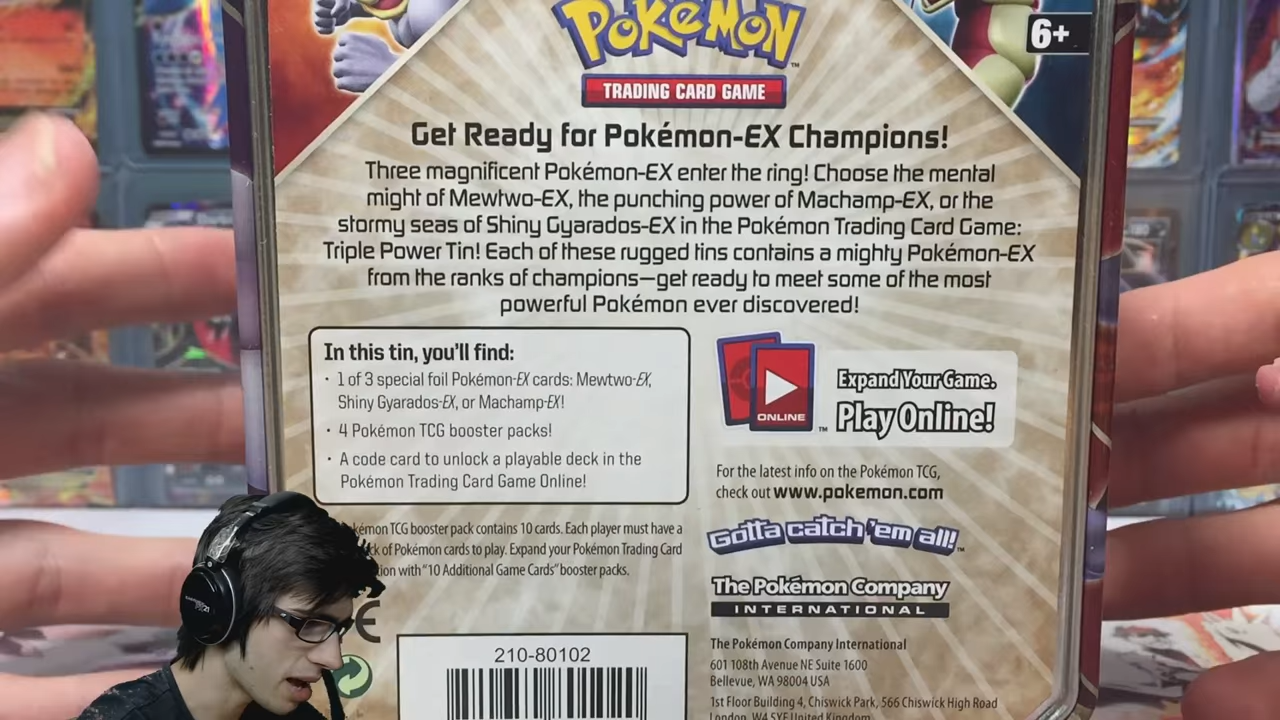 POKéMON
TRADING CARD GAME
6+
Get Ready for Pokémon-EX Champions!
Three magnificent Pokémon-EX enter the ring! Choose the mental
might of Mewtwo-EX, the punching power of Machamp-EX, or the
stormy seas of Shiny Gyarados-EX in the Pokémon Trading Card Game:
Triple Power Tin! Each of these rugged tins contains a mighty Pokémon-EX
from the ranks of champions—get ready to meet some of the most
powerful Pokémon ever discovered!
In this tin, you'll find:
• 1 of 3 special foil Pokémon-EX cards: Mewtwo-EX,
Shiny Gyarados-EX, or Machamp-EX!
• 4 Pokémon TCG booster packs!
• A code card to unlock a playable deck in the
Pokémon Trading Card Game Online!
ONLINE
™
Expand Your Game.
Play Online!
For the latest info on the Pokémon TCG,
check out www.pokemon.com
TCG booster pack contains 10 cards. Each player must have a
of Pokémon cards to play. Expand your Pokémon Trading Card
with "10 Additional Game Cards" booster packs.
Gotta catch 'em all!™
The Pokémon Company
INTERNATIONAL
CE
210-80102
The Pokémon Company International
601 108th Avenue NE Suite 1600
Bellevue, WA 98004 USA
1st Floor Building 4, Chiswick Park, 566 Chiswick High Road
London, W4 5YE United Kingdom